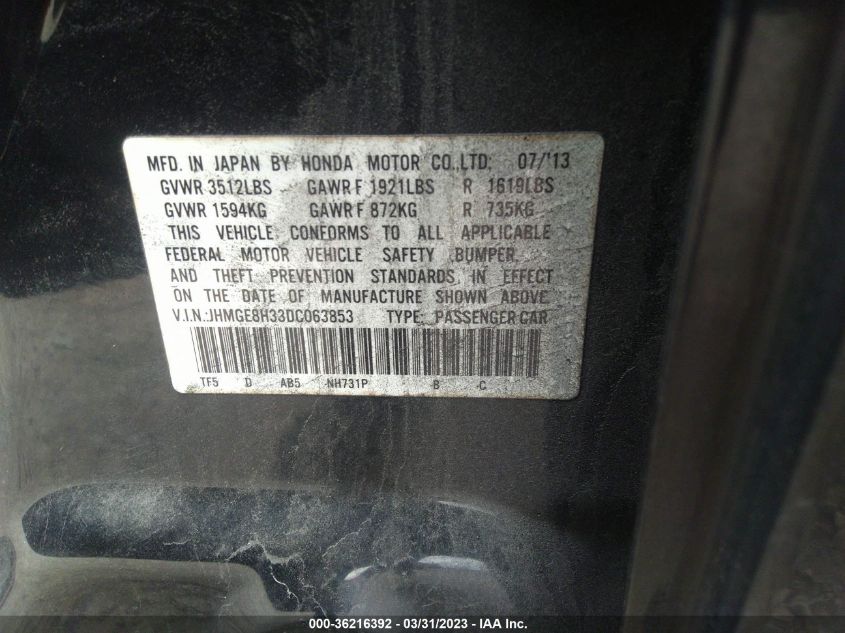 MFD. IN JAPAN BY HONDA MOTOR CO.,LTD. 07/'13
GVWR 3512LBS GAWR F 1921LBS R 1619LBS
GVWR 1594KG GAWR F 872KG R 735KG
THIS VEHICLE CONFORMS TO ALL APPLICABLE
FEDERAL MOTOR VEHICLE SAFETY, BUMPER,
AND THEFT PREVENTION STANDARDS IN EFFECT
ON THE DATE OF MANUFACTURE SHOWN ABOVE.
V.I.N.:JHMGE8H33DC063853 TYPE: PASSENGER CAR
TF5 D AB5 NH731P B C
000-36216392 - 03/31/2023 - IAA Inc.